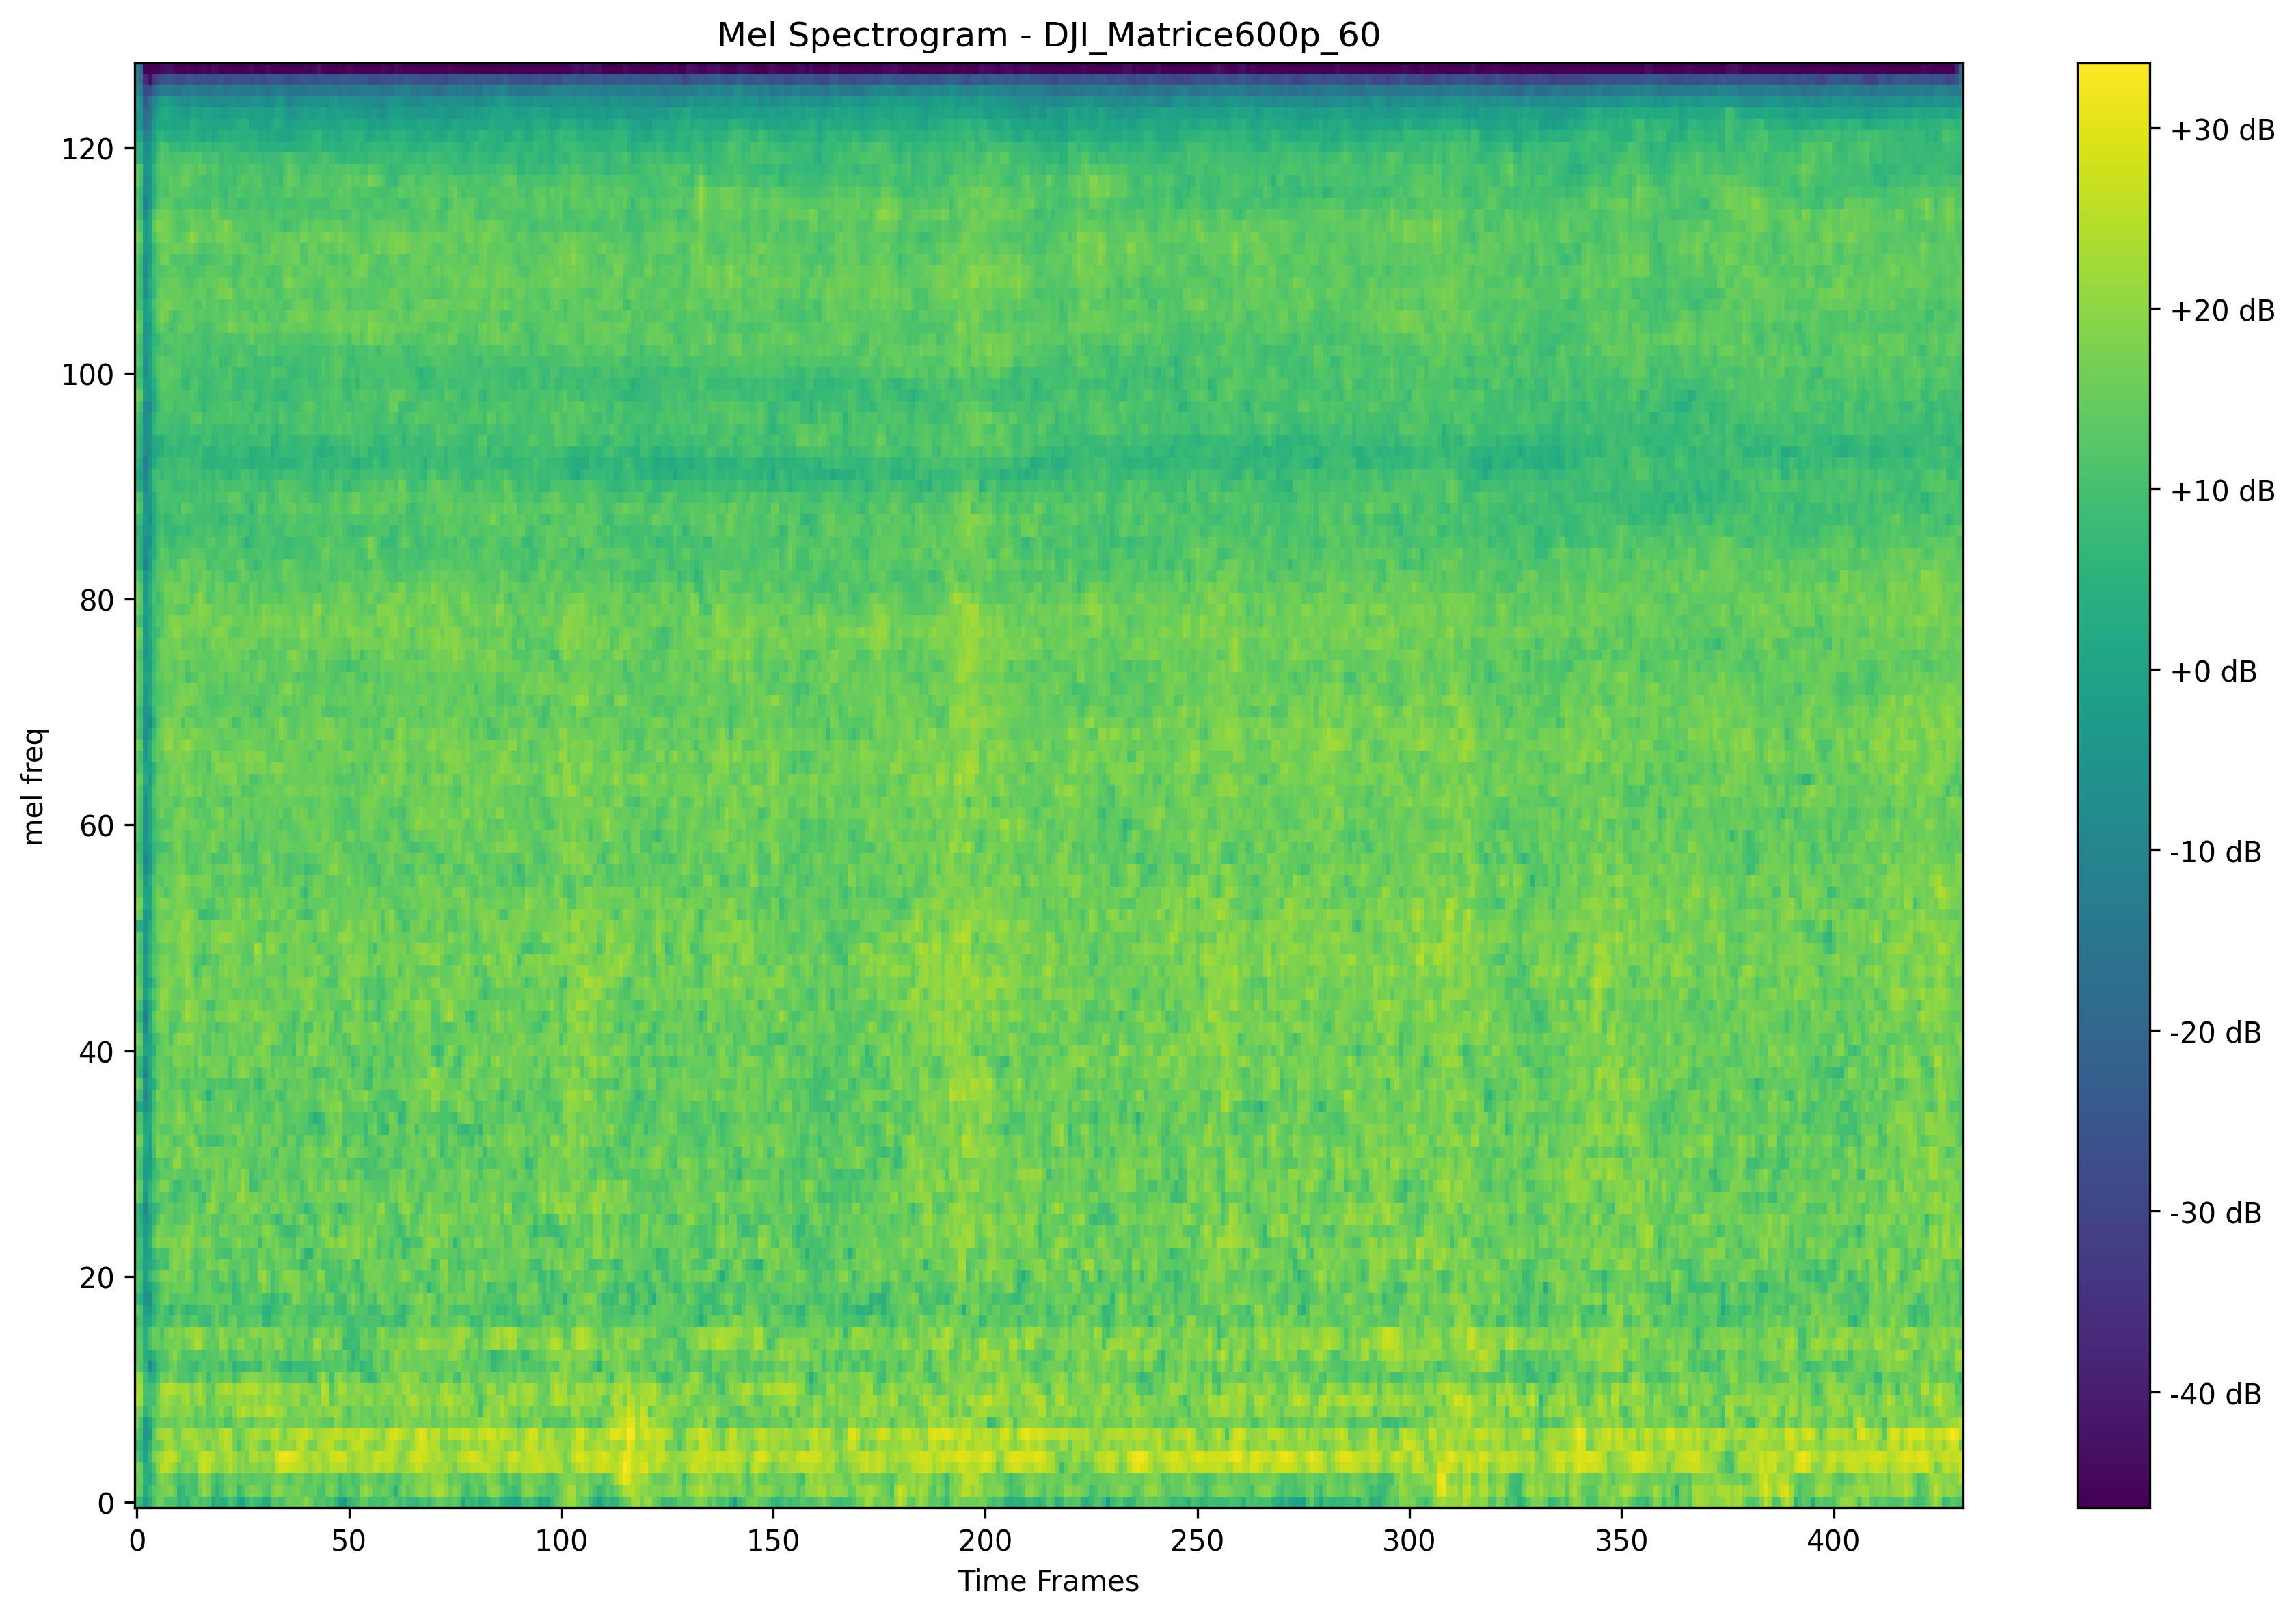 Mel Spectrogram - DJI_Matrice600p_60
120
100
80
60
40
20
0
mel freq
0 50 100 150 200 250 300 350 400
Time Frames
+30 dB
+20 dB
+10 dB
+0 dB
-10 dB
-20 dB
-30 dB
-40 dB